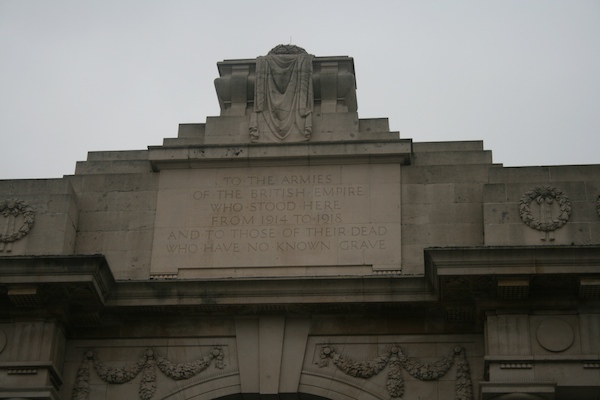 TO THE ARMIES
OF THE BRITISH EMPIRE
WHO STOOD HERE
FROM 1914 TO 1918
AND TO THOSE OF THEIR DEAD
WHO HAVE NO KNOWN GRAVE